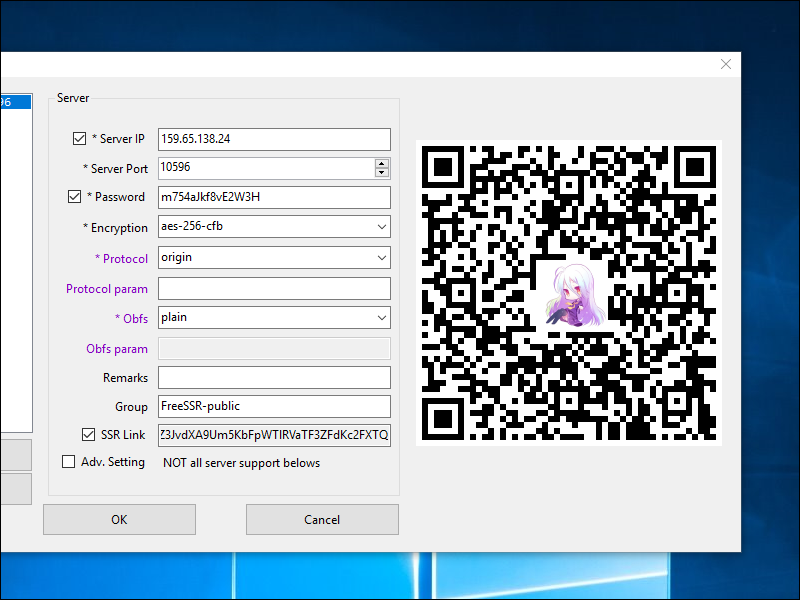 96
Server
* Server IP 159.65.138.24
* Server Port 10596
* Password m754aJkf8vE2W3H
* Encryption aes-256-cfb
* Protocol origin
Protocol param
* Obfs plain
Obfs param
Remarks
Group FreeSSR-public
SSR Link Z3JvdXA9Um5KbFpWTlRVaTF3ZFdKc2FXTQ
Adv. Setting NOT all server support belows
OK Cancel